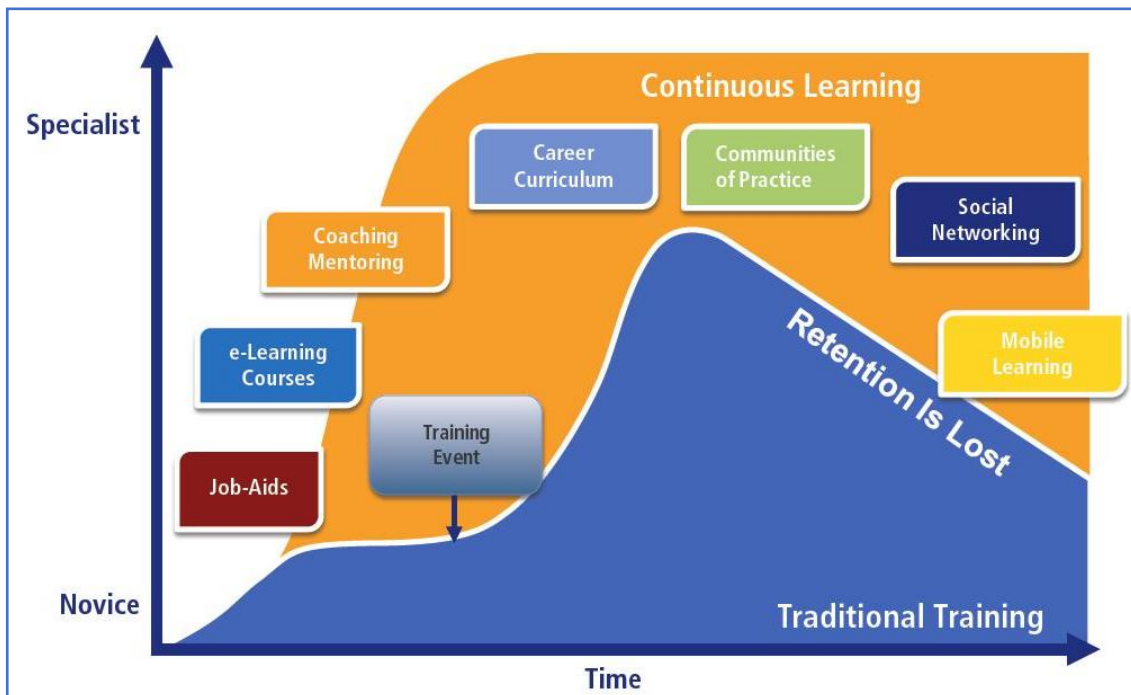 Continuous Learning
Specialist
Career
Curriculum
Communities
of Practice
Social
Networking
Coaching
Mentoring
e-Learning
Courses
Mobile
Learning
Retention Is Lost
Training
Event
Job-Aids
Novice
Traditional Training
Time